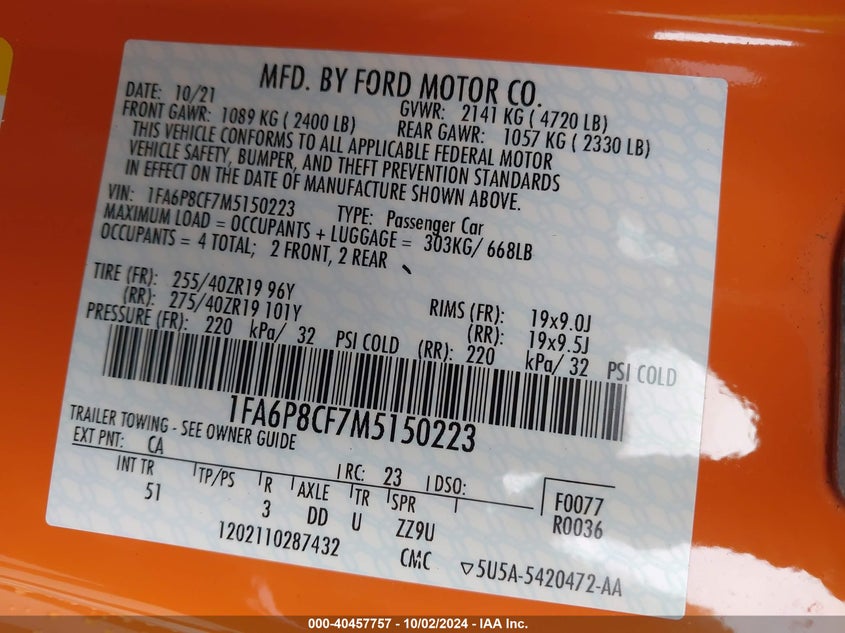 MFD. BY FORD MOTOR CO.
DATE: 10/21 GVWR: 2141 KG ( 4720 LB)
FRONT GAWR: 1089 KG ( 2400 LB) REAR GAWR: 1057 KG ( 2330 LB)
THIS VEHICLE CONFORMS TO ALL APPLICABLE FEDERAL MOTOR
VEHICLE SAFETY, BUMPER, AND THEFT PREVENTION STANDARDS
IN EFFECT ON THE DATE OF MANUFACTURE SHOWN ABOVE.
VIN: 1FA6P8CF7M5150223 TYPE: Passenger Car
MAXIMUM LOAD = OCCUPANTS + LUGGAGE = 303KG/ 668LB
OCCUPANTS = 4 TOTAL; 2 FRONT, 2 REAR
TIRE (FR): 255/40ZR19 96Y RIMS (FR): 19x9.0J
(RR): 275/40ZR19 101Y (RR): 19x9.5J
PRESSURE (FR): 220 kPa/ 32 PSI COLD (RR): 220 kPa/ 32 PSI COLD
1FA6P8CF7M5150223
TRAILER TOWING - SEE OWNER GUIDE
EXT PNT: CA RC: 23 DSO:
INT TR TP/PS R AXLE TR SPR F0077
51 3 DD U ZZ9U R0036
1202110287432 CMC ▽5U5A-5420472-AA
000-40457757 - 10/02/2024 - IAA Inc.